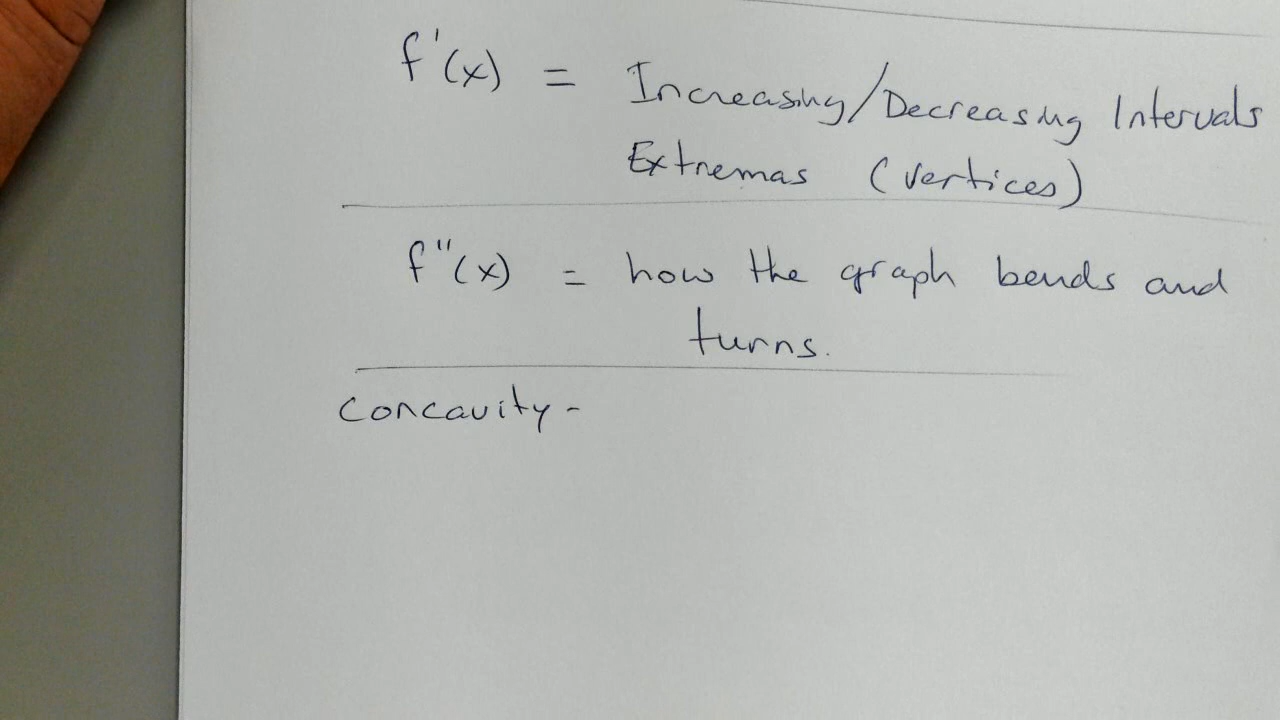 f'(x) = Increasing/Decreasing Intervals
Extremas (vertices)
f"(x) = how the graph bends and
turns.
Concavity -